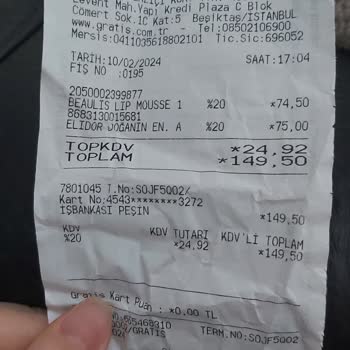 Levent Mah.Yapı Kredi Plaza C Blok
Cömert Sok.1C Kat:5 Beşiktaş/İSTANBUL
www.gratis.com.tr - Tel:08502106900
Mersis:0411035618802101 Tic.Sic:696052
TARİH:10/02/2024 SAAT:17:04
FİŞ NO :0195
2050002399877
BEAULIS LIP MOUSSE 1 %20 *74,50
8683130015681
ELIDOR DOĞANIN EN. A %20 *75,00
TOPKDV *24,92
TOPLAM *149,50
7801045 T.No:SOJF5002/
Kart No:4543********3272
İŞBANKASI PEŞİN *149,50
KDV KDV TUTARI KDV'Lİ TOPLAM
%20 *24,92 *149,50
Gratis Kart Puan : *0,00 TL
TERM.NO:SOJF5002
/GRATIS